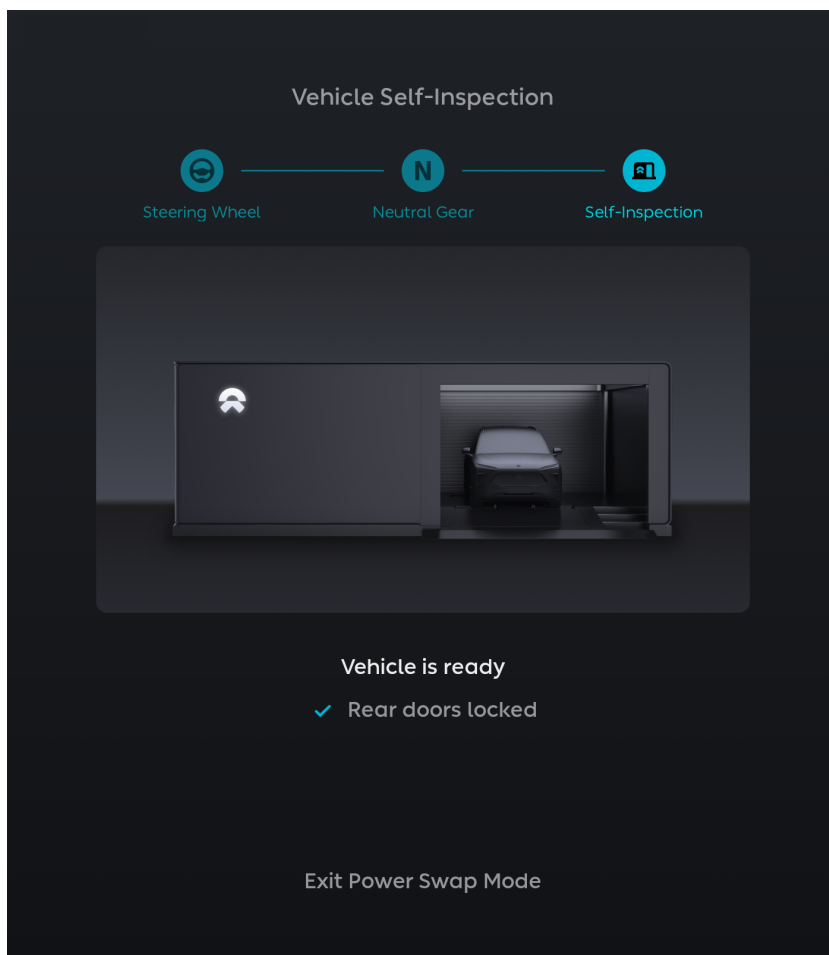 Vehicle Self-Inspection
N
Steering Wheel
Neutral Gear
Self-Inspection
Vehicle is ready
Rear doors locked
Exit Power Swap Mode